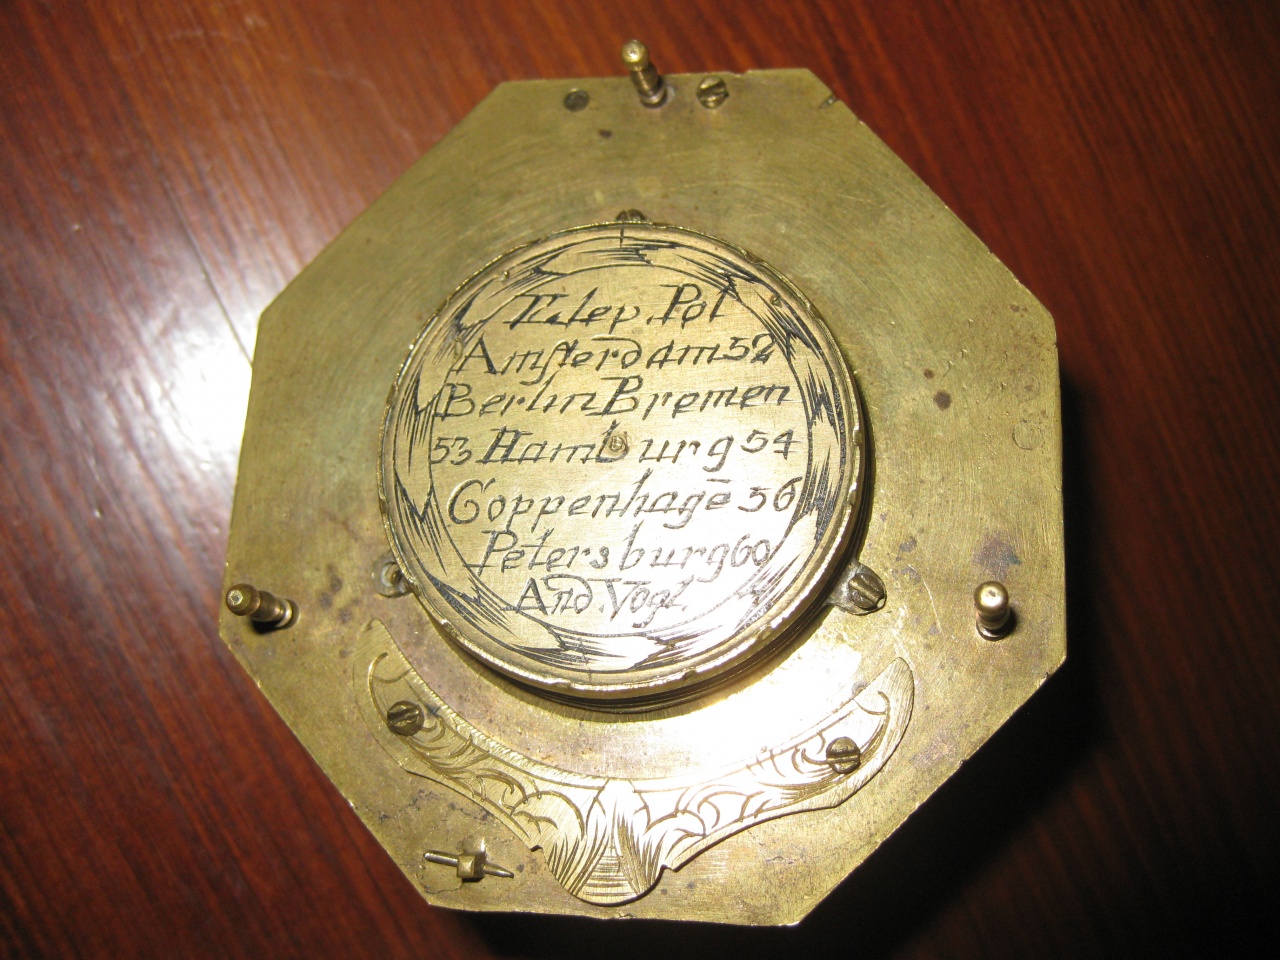 Elev. Pol
Amsterdam 52
Berlin Bremen
53 Hamburg 54
Coppenhagē 56
Petersburg 60
And. Vogl.